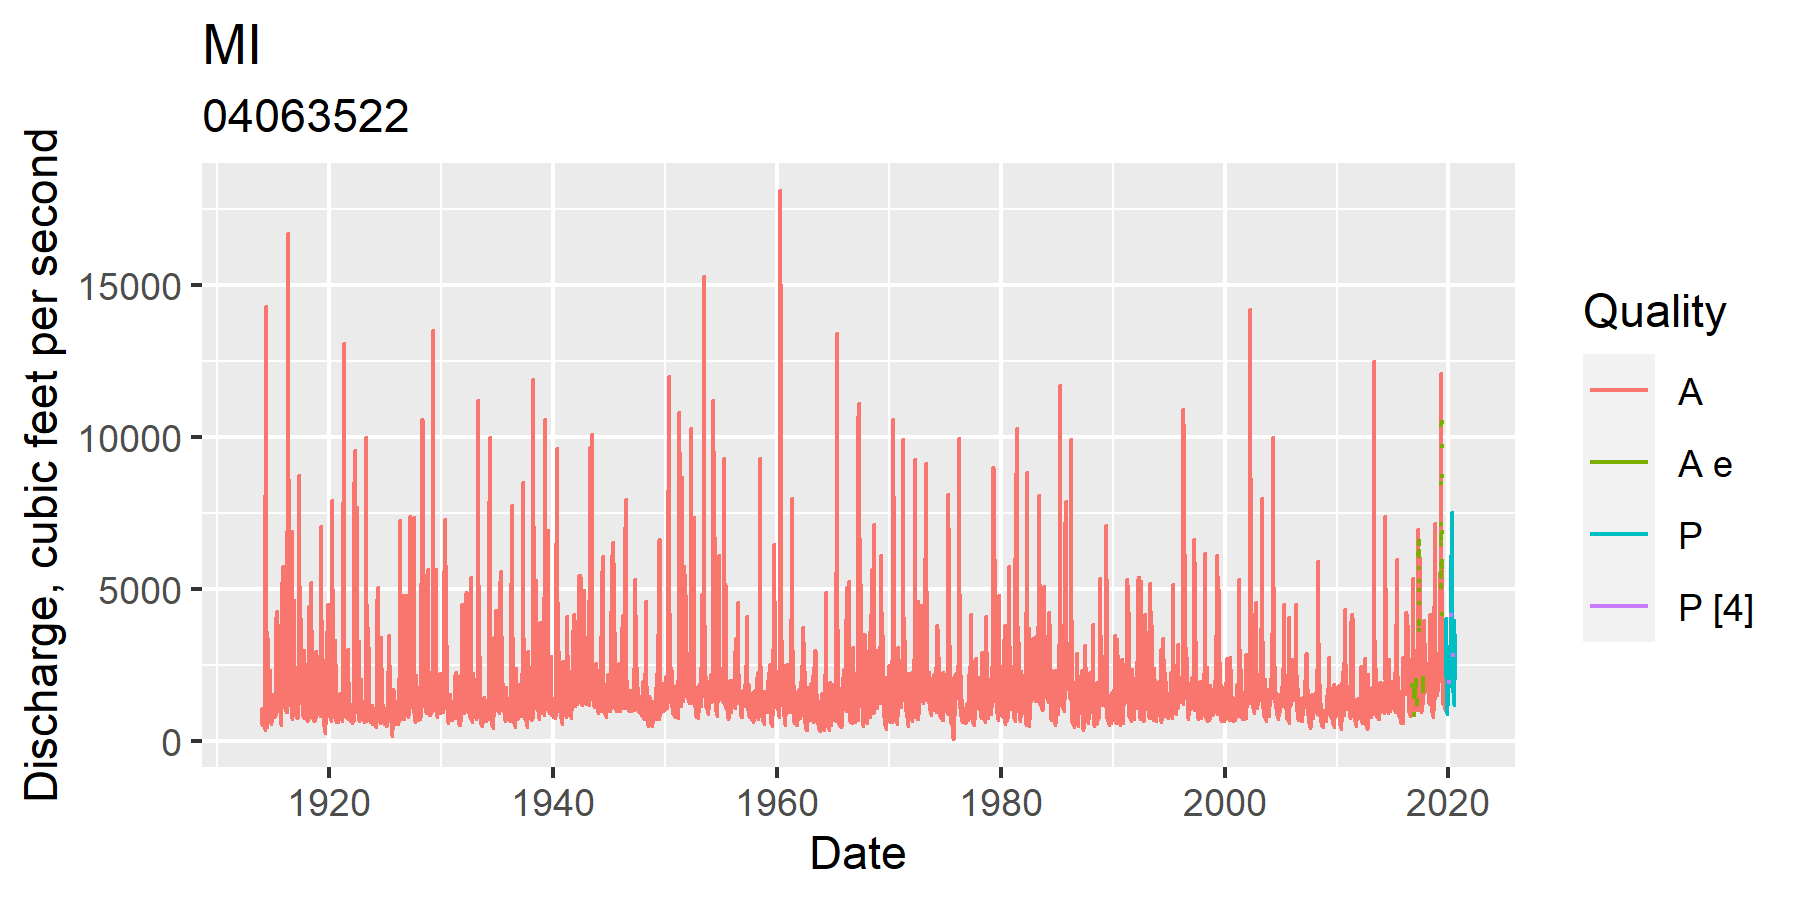 MI
04063522
Discharge, cubic feet per second
15000
10000
5000
0
1920 1940 1960 1980 2000 2020
Date
Quality
A
A e
P
P [4]